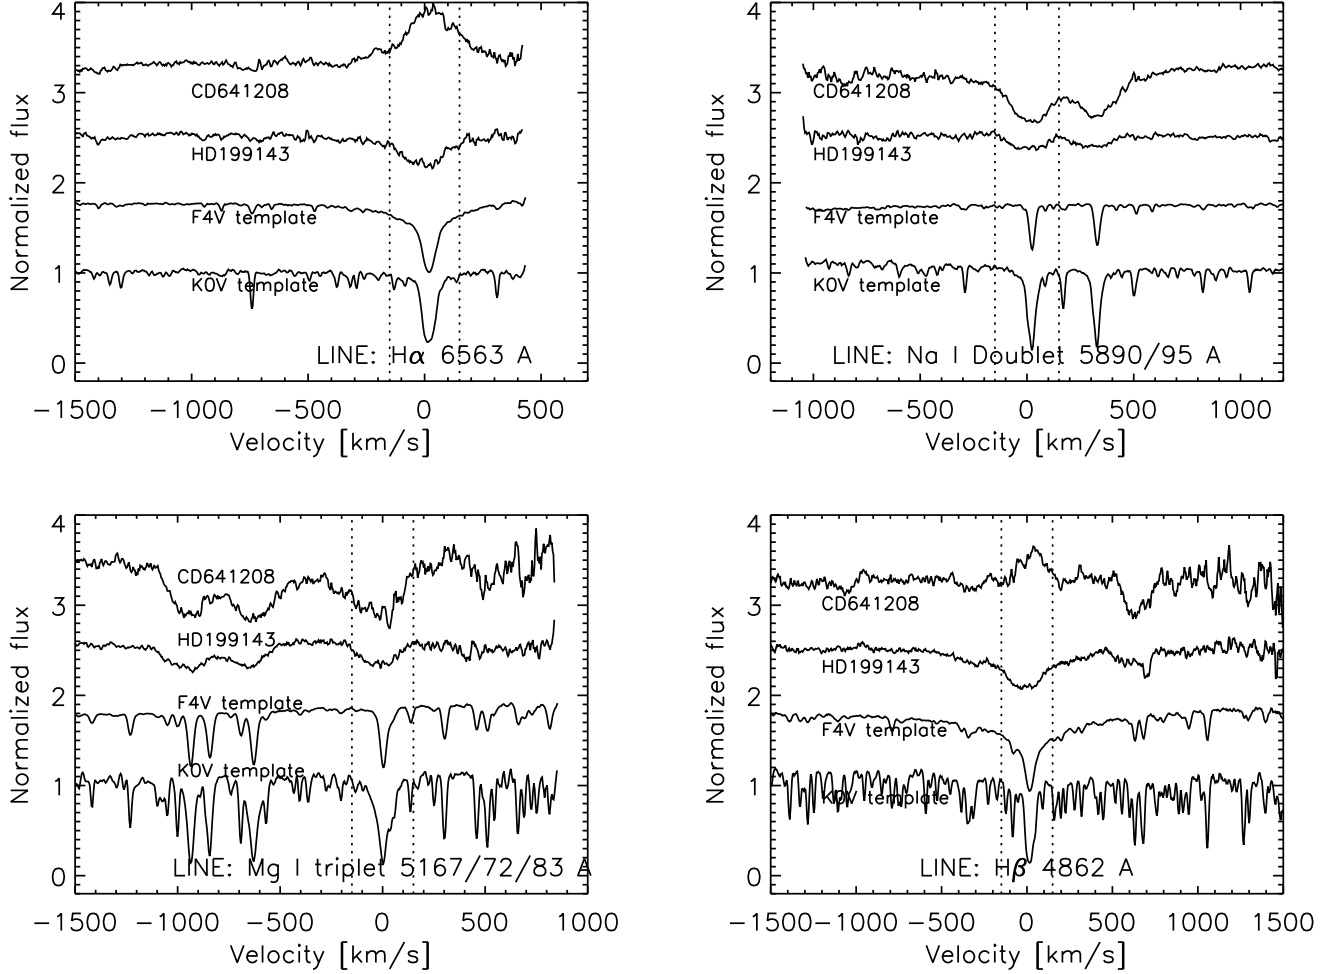 4
3
2
1
0
Normalized flux
CD641208
HD199143
F4V template
K0V template
LINE: Hα 6563 A
−1500 −1000 −500 0 500
Velocity [km/s]
4
3
2
1
0
Normalized flux
CD641208
HD199143
F4V template
K0V template
LINE: Na I Doublet 5890/95 A
−1000 −500 0 500 1000
Velocity [km/s]
4
3
2
1
0
Normalized flux
CD641208
HD199143
F4V template
K0V template
LINE: Mg I triplet 5167/72/83 A
−1500 −1000 −500 0 500 1000
Velocity [km/s]
4
3
2
1
0
Normalized flux
CD641208
HD199143
F4V template
K0V template
LINE: Hβ 4862 A
−1500 −1000 −500 0 500 1000 1500
Velocity [km/s]